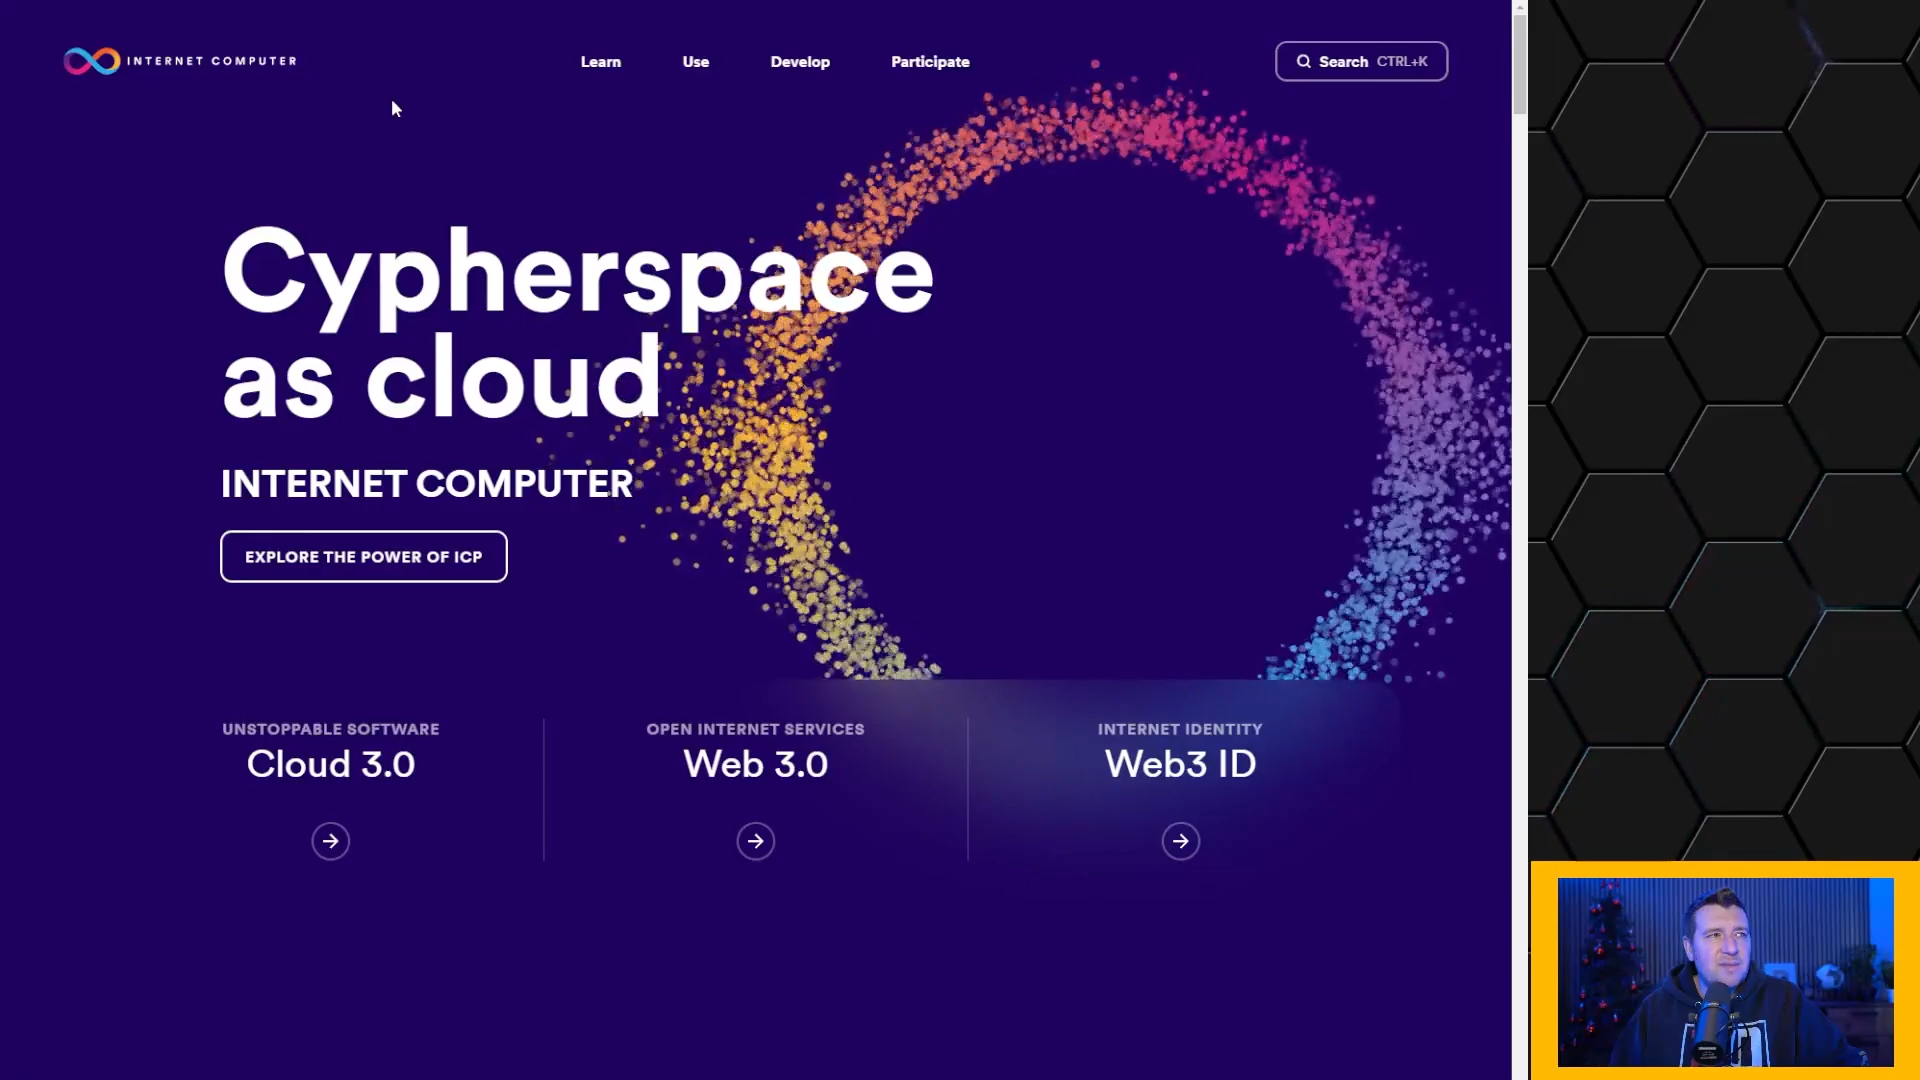 INTERNET COMPUTER
Learn
Use
Develop
Participate
Search CTRL+K
Cypherspace
as cloud
INTERNET COMPUTER
EXPLORE THE POWER OF ICP
UNSTOPPABLE SOFTWARE
Cloud 3.0
OPEN INTERNET SERVICES
Web 3.0
INTERNET IDENTITY
Web3 ID